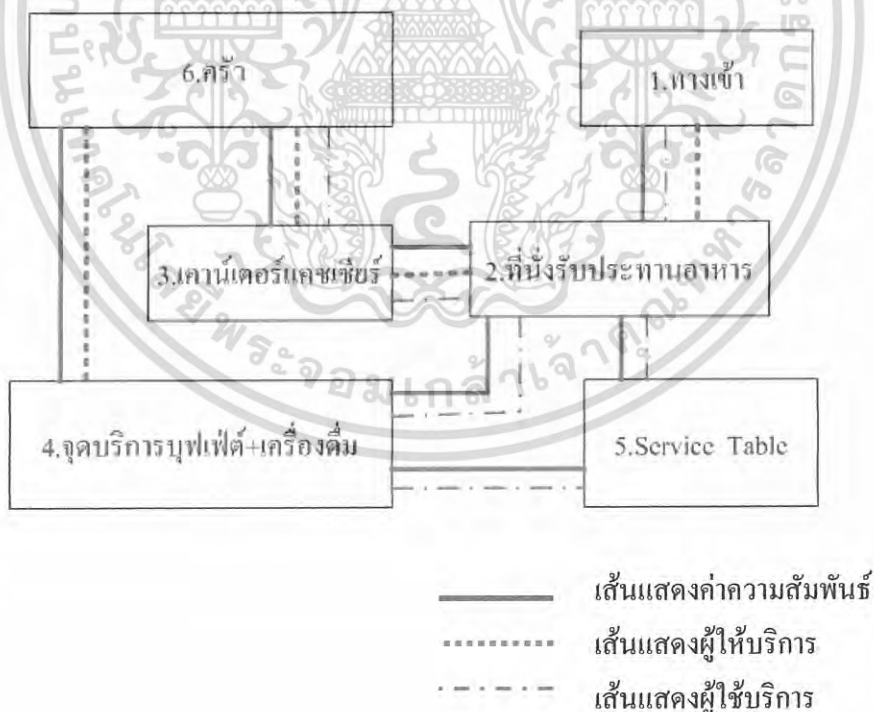 6.ครัว
1.ทางเข้า
3.เคาน์เตอร์แคชเชียร์
2.ที่นั่งรับประทานอาหาร
4.จุดบริการบุฟเฟ่ต์+เครื่องดื่ม
5.Service Table
เส้นแสดงค่าความสัมพันธ์
เส้นแสดงผู้ให้บริการ
เส้นแสดงผู้ใช้บริการ